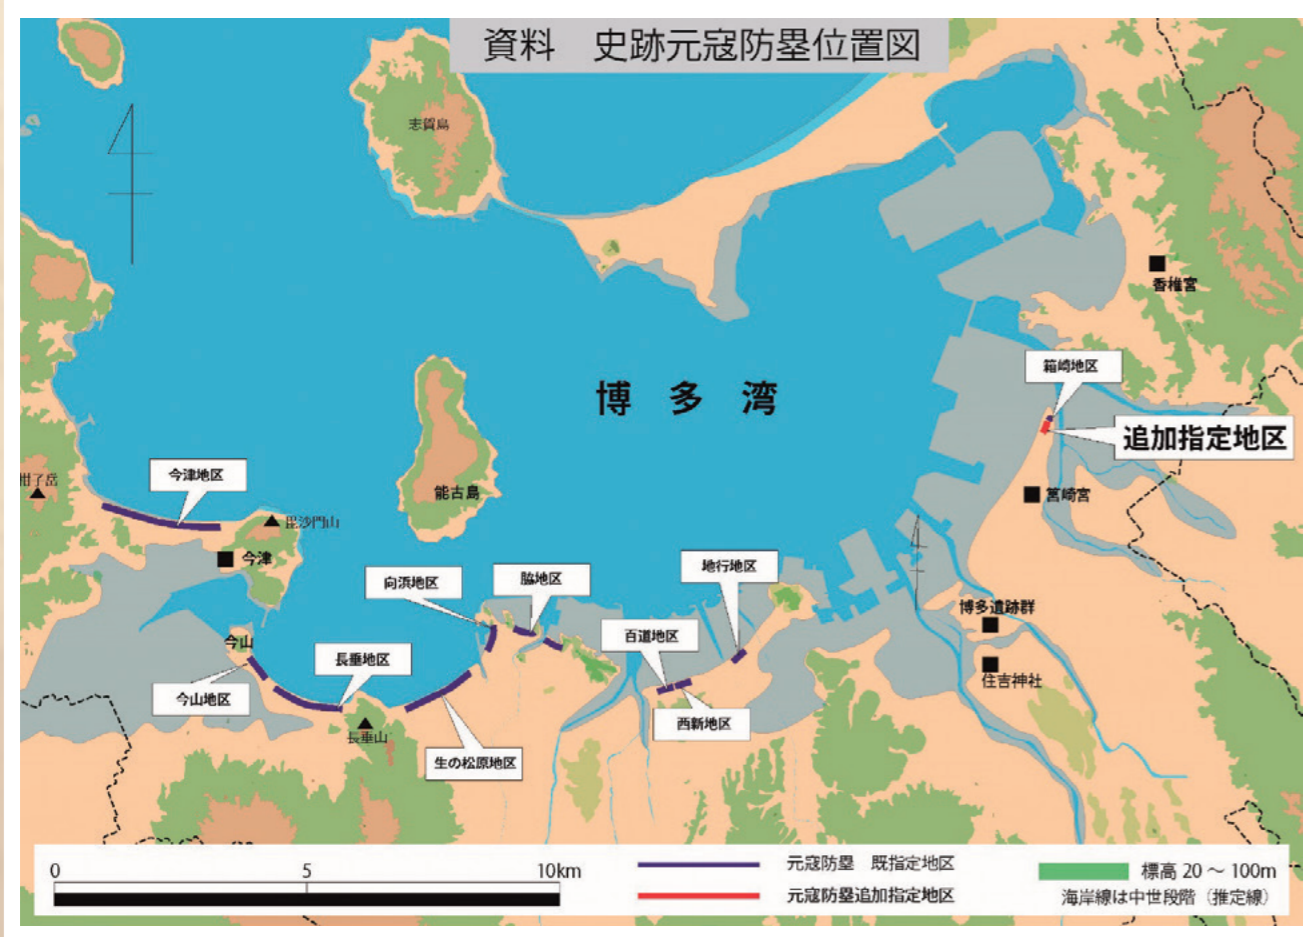 資料　史跡元寇防塁位置図
志賀島
香椎宮
箱崎地区
博多湾
追加指定地区
今津地区
柑子岳
能古島
筥崎宮
毘沙門山
今津
地行地区
脇地区
向浜地区
博多遺跡群
百道地区
今山
長垂地区
住吉神社
今山地区
西新地区
長垂山
生の松原地区
0 5 10km
元寇防塁　既指定地区
標高 20 ～ 100m
元寇防塁追加指定地区
海岸線は中世段階（推定線）